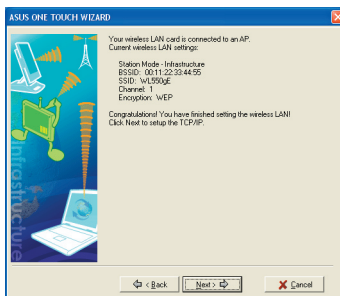 ASUS ONE TOUCH WIZARD
Your wireless LAN card is connected to an AP.
Current wireless LAN settings:
Station Mode - Infrastructure
BSSID: 00:11:22:33:44:55
SSID: WL550gE
Channel: 1
Encryption: WEP
Congratulations! You have finished setting the wireless LAN!
Click Next to setup the TCP/IP.
infrastructure
< Back
Next >
Cancel